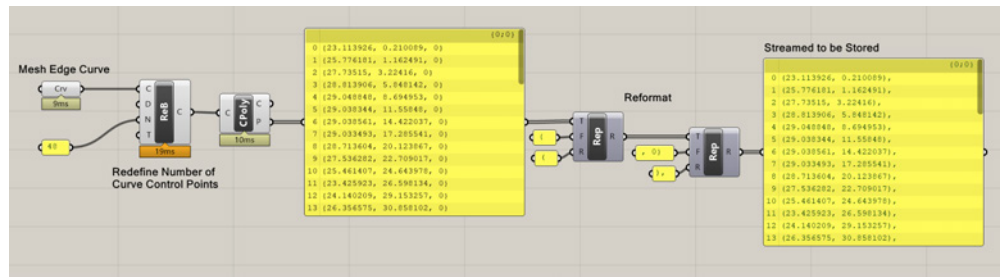 Mesh Edge Curve
Crv
9ms
48
C
D
N
T
ReB
C
19ms
Redefine Number of
Curve Control Points
C
CPoly
C
P
10ms
{0;0}
0 (23.113926, 0.210089, 0)
1 (25.776181, 1.162491, 0)
2 (27.73515, 3.22416, 0)
3 (28.813906, 5.848142, 0)
4 (29.048848, 8.694953, 0)
5 (29.038344, 11.55848, 0)
6 (29.038561, 14.422037, 0)
7 (29.033493, 17.285541, 0)
8 (28.713604, 20.123867, 0)
9 (27.536282, 22.709017, 0)
10 (25.461407, 24.643978, 0)
11 (23.425923, 26.598134, 0)
12 (24.140209, 29.153257, 0)
13 (26.356575, 30.858102, 0)
Reformat
(
(
T
F
R
Rep
R
, 0)
),
T
F
R
Rep
R
Streamed to be Stored
{0;0}
0 (23.113926, 0.210089),
1 (25.776181, 1.162491),
2 (27.73515, 3.22416),
3 (28.813906, 5.848142),
4 (29.048848, 8.694953),
5 (29.038344, 11.55848),
6 (29.038561, 14.422037),
7 (29.033493, 17.285541),
8 (28.713604, 20.123867),
9 (27.536282, 22.709017),
10 (25.461407, 24.643978),
11 (23.425923, 26.598134),
12 (24.140209, 29.153257),
13 (26.356575, 30.858102),